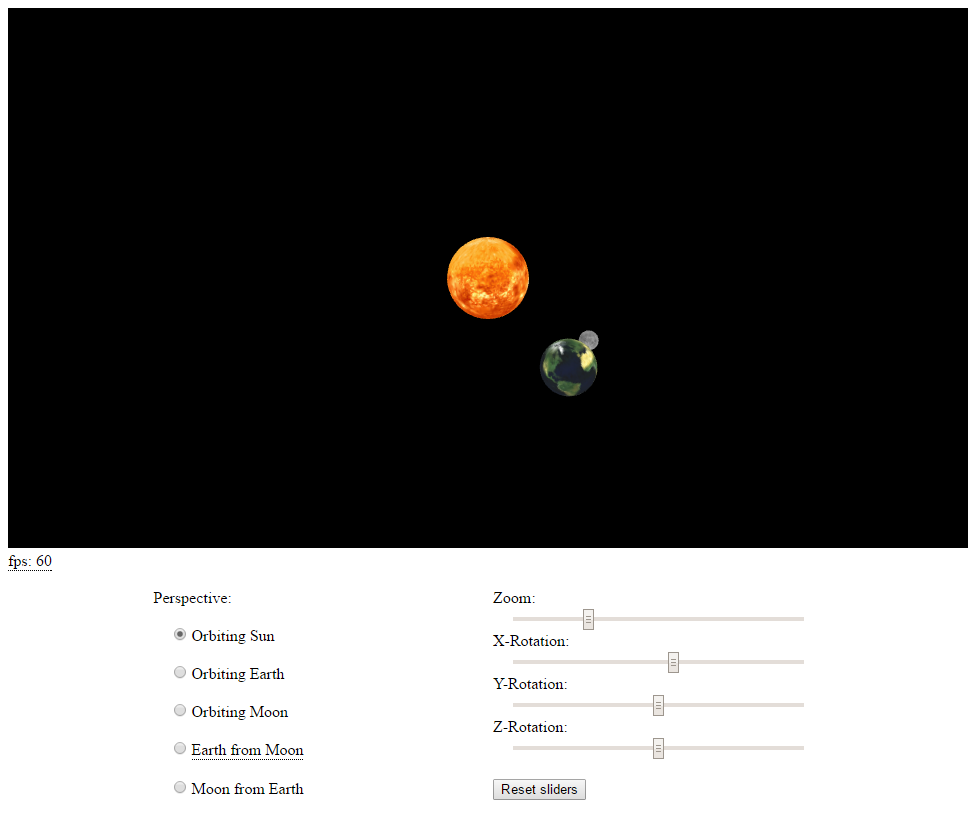 fps: 60
Perspective:
Orbiting Sun
Orbiting Earth
Orbiting Moon
Earth from Moon
Moon from Earth
Zoom:
X-Rotation:
Y-Rotation:
Z-Rotation:
Reset sliders